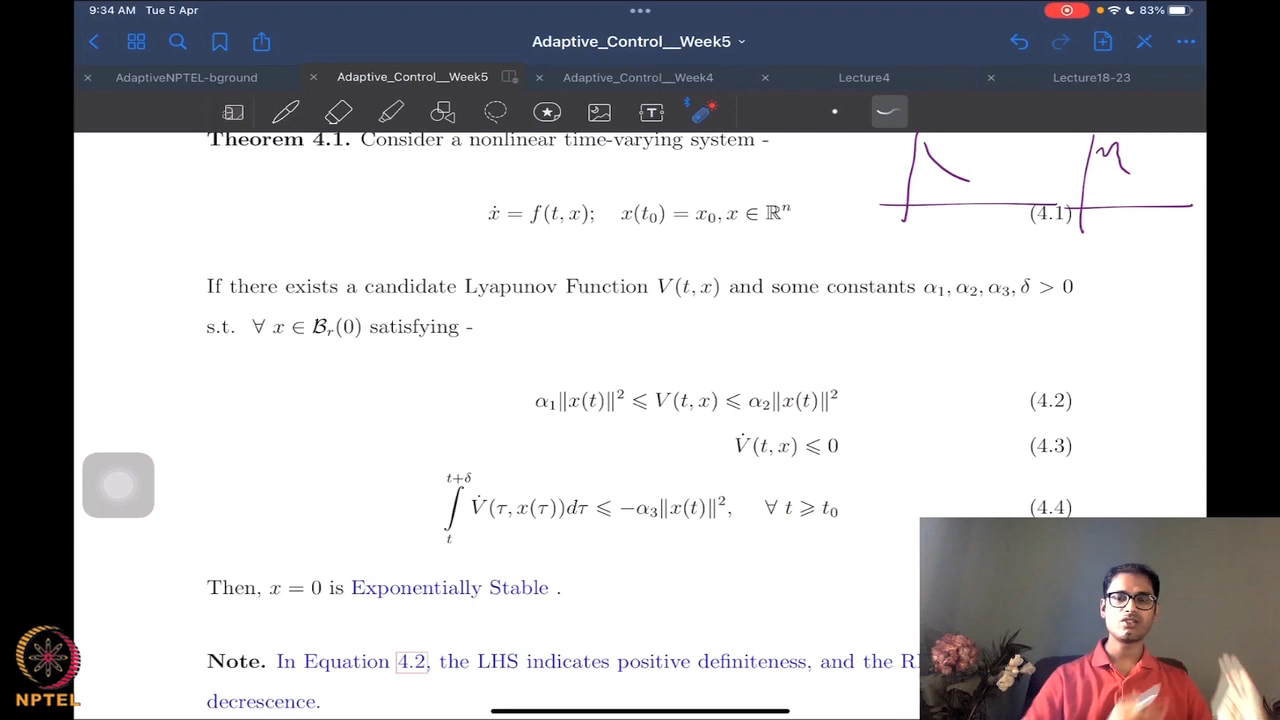 9:34 AM Tue 5 Apr
83%
Adaptive_Control__Week5
AdaptiveNPTEL-bground
Adaptive_Control__Week5
Adaptive_Control__Week4
Lecture4
Lecture18-23
Theorem 4.1. Consider a nonlinear time-varying system -
ẋ = f(t, x); x(t₀) = x₀, x ∈ ℝⁿ (4.1)
If there exists a candidate Lyapunov Function V(t, x) and some constants α₁, α₂, α₃, δ > 0
s.t. ∀ x ∈ ℬᵣ(0) satisfying -
α₁‖x(t)‖² ⩽ V(t, x) ⩽ α₂‖x(t)‖² (4.2)
V̇(t, x) ⩽ 0 (4.3)
∫ₜᵗ⁺ᵟ V̇(τ, x(τ))dτ ⩽ −α₃‖x(t)‖², ∀ t ⩾ t₀ (4.4)
Then, x = 0 is Exponentially Stable .
Note. In Equation 4.2, the LHS indicates positive definiteness, and the
decrescence.
NPTEL